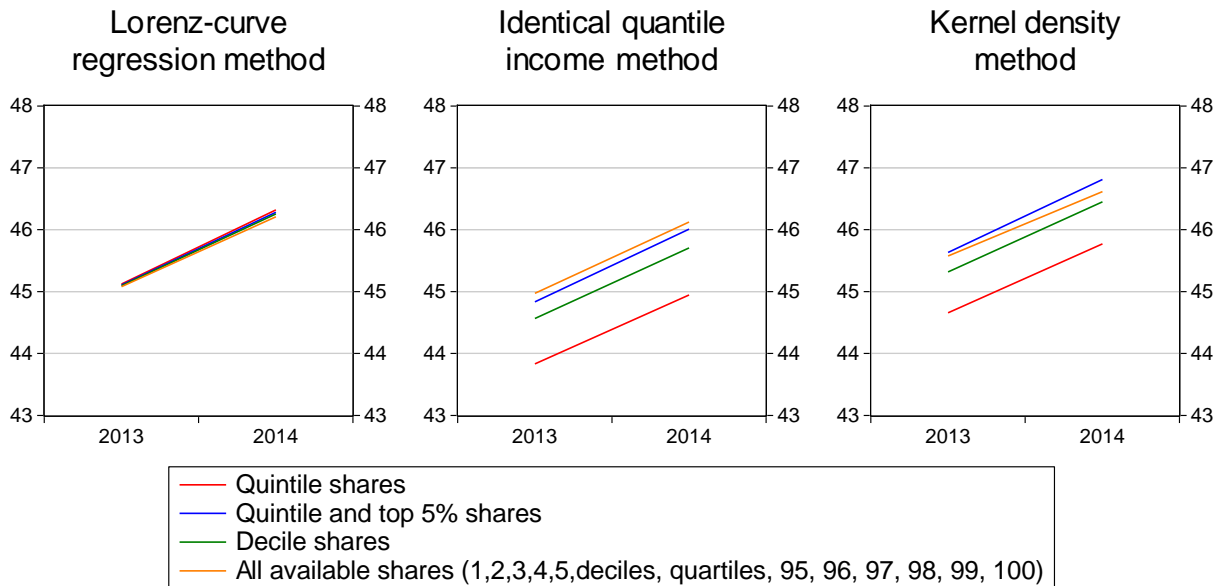 Lorenz-curve
regression method
Identical quantile
income method
Kernel density
method
48 48 48 48 48 48
47 47 47 47 47 47
46 46 46 46 46 46
45 45 45 45 45 45
44 44 44 44 44 44
43 43 43 43 43 43
2013 2014 2013 2014 2013 2014
Quintile shares
Quintile and top 5% shares
Decile shares
All available shares (1,2,3,4,5,deciles, quartiles, 95, 96, 97, 98, 99, 100)